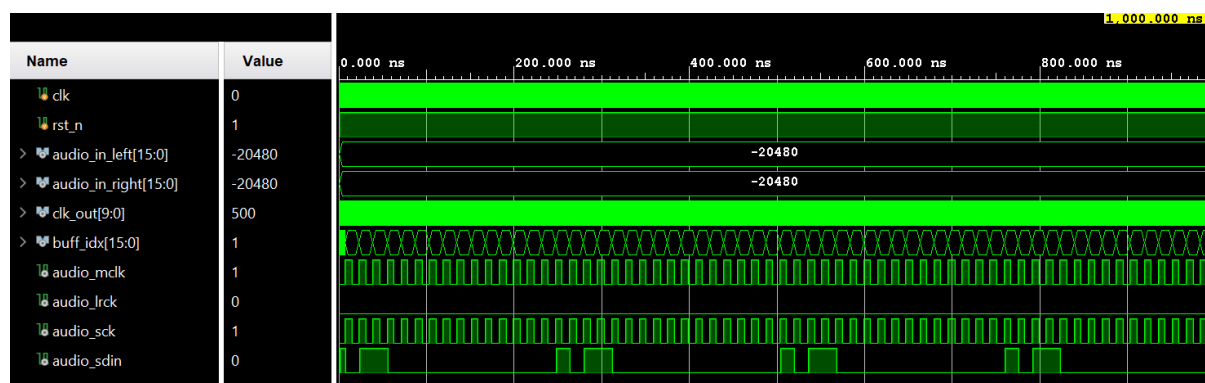 1,000.000 ns
Name Value 0.000 ns 200.000 ns 400.000 ns 600.000 ns 800.000 ns
clk 0
rst_n 1
audio_in_left[15:0] -20480 -20480
audio_in_right[15:0] -20480 -20480
clk_out[9:0] 500
buff_idx[15:0] 1
audio_mclk 1
audio_lrck 0
audio_sck 1
audio_sdin 0